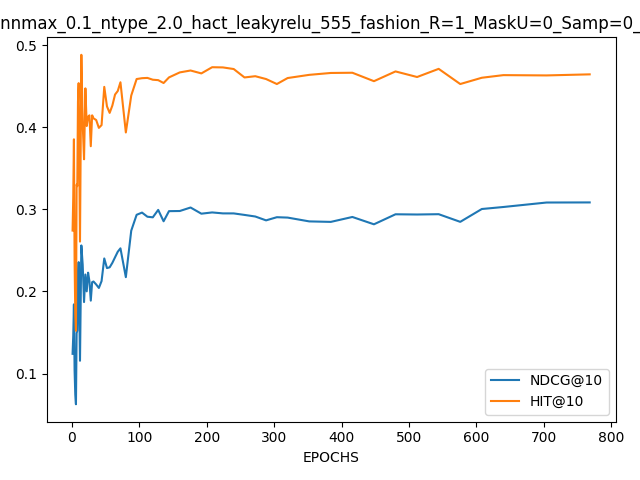 nnmax_0.1_ntype_2.0_hact_leakyrelu_555_fashion_R=1_MaskU=0_Samp=0_
0.5
0.4
0.3
0.2
0.1
NDCG@10
HIT@10
0 100 200 300 400 500 600 700 800
EPOCHS